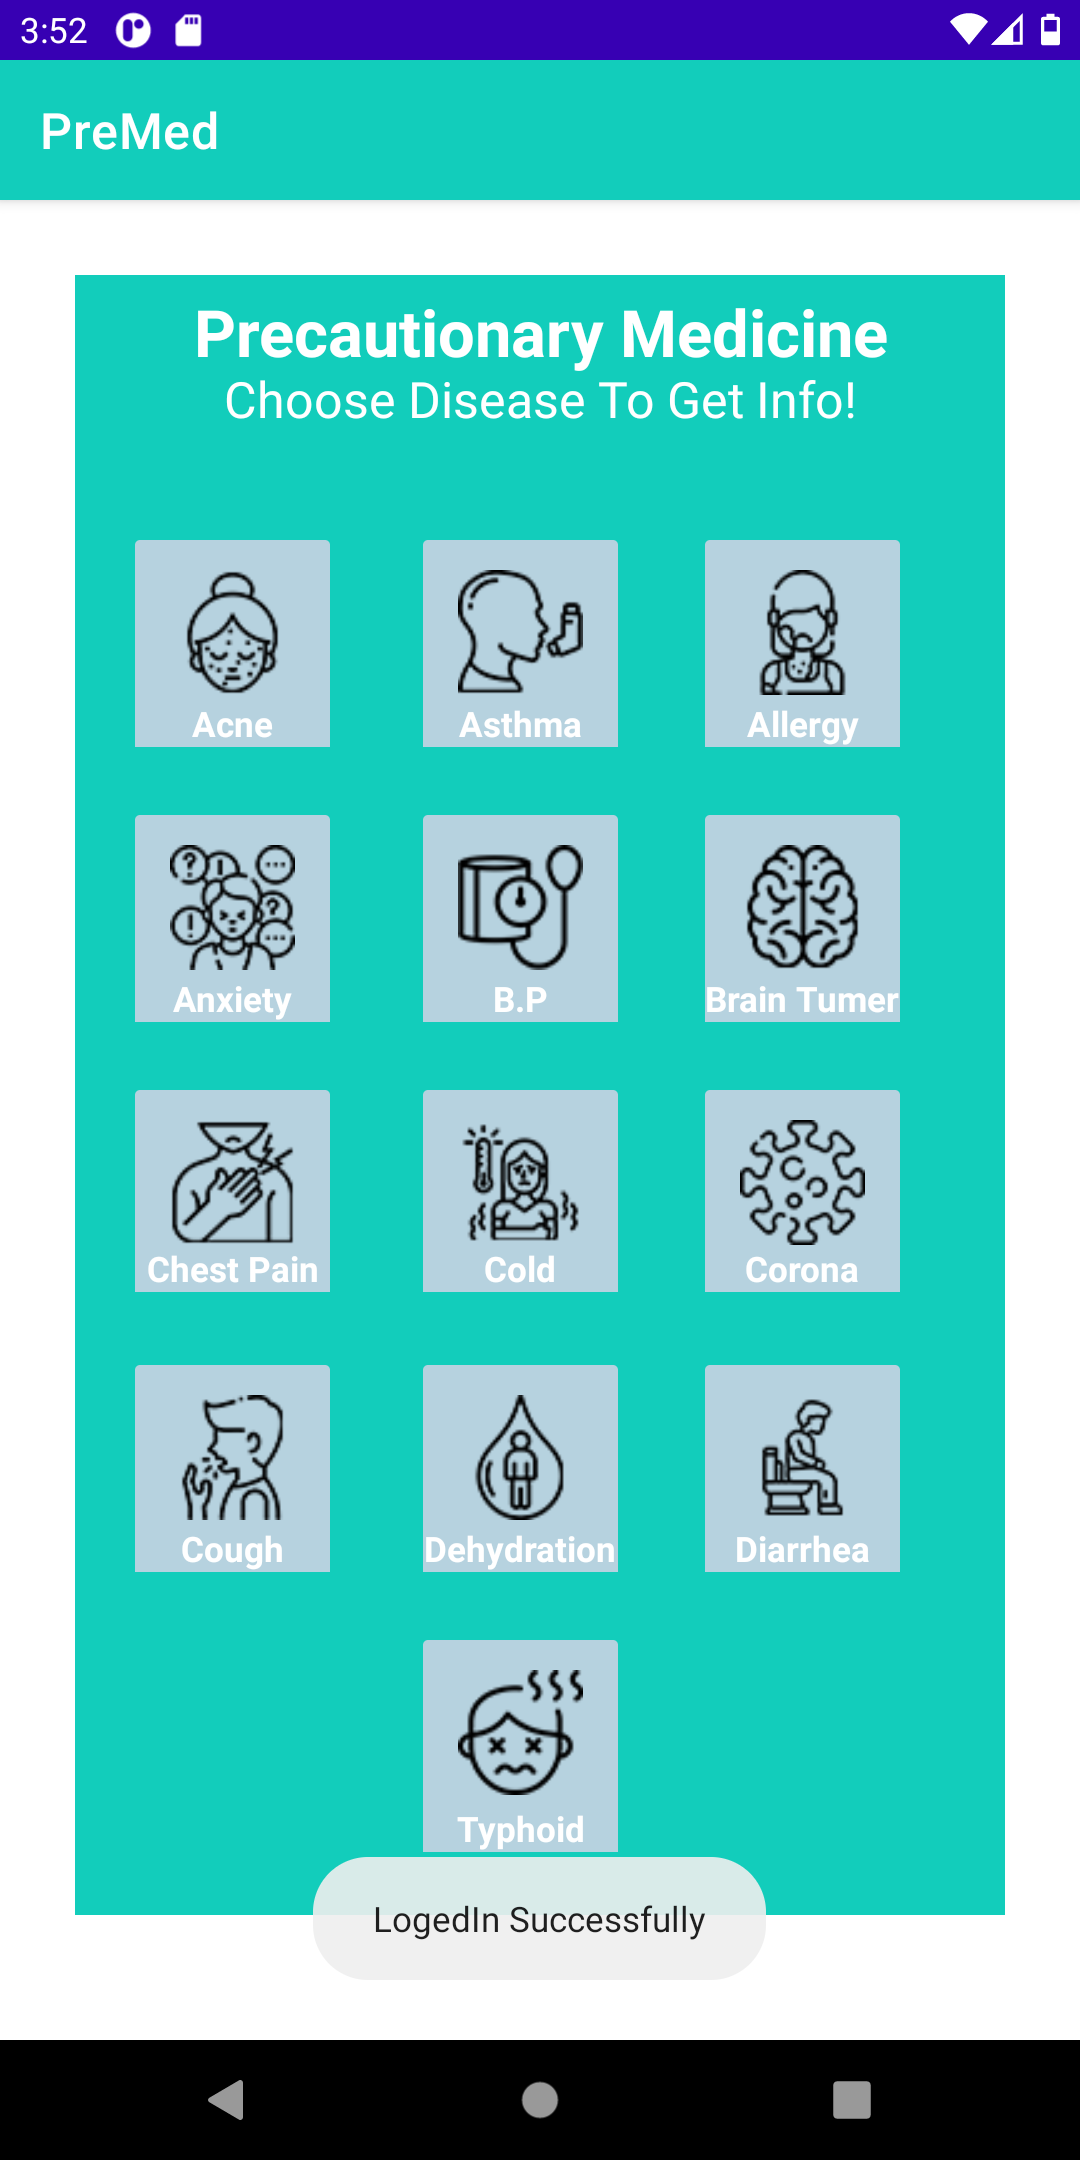 3:52
PreMed
Precautionary Medicine
Choose Disease To Get Info!
Acne
Asthma
Allergy
Anxiety
B.P
Brain Tumer
Chest Pain
Cold
Corona
Cough
Dehydration
Diarrhea
Typhoid
LogedIn Successfully